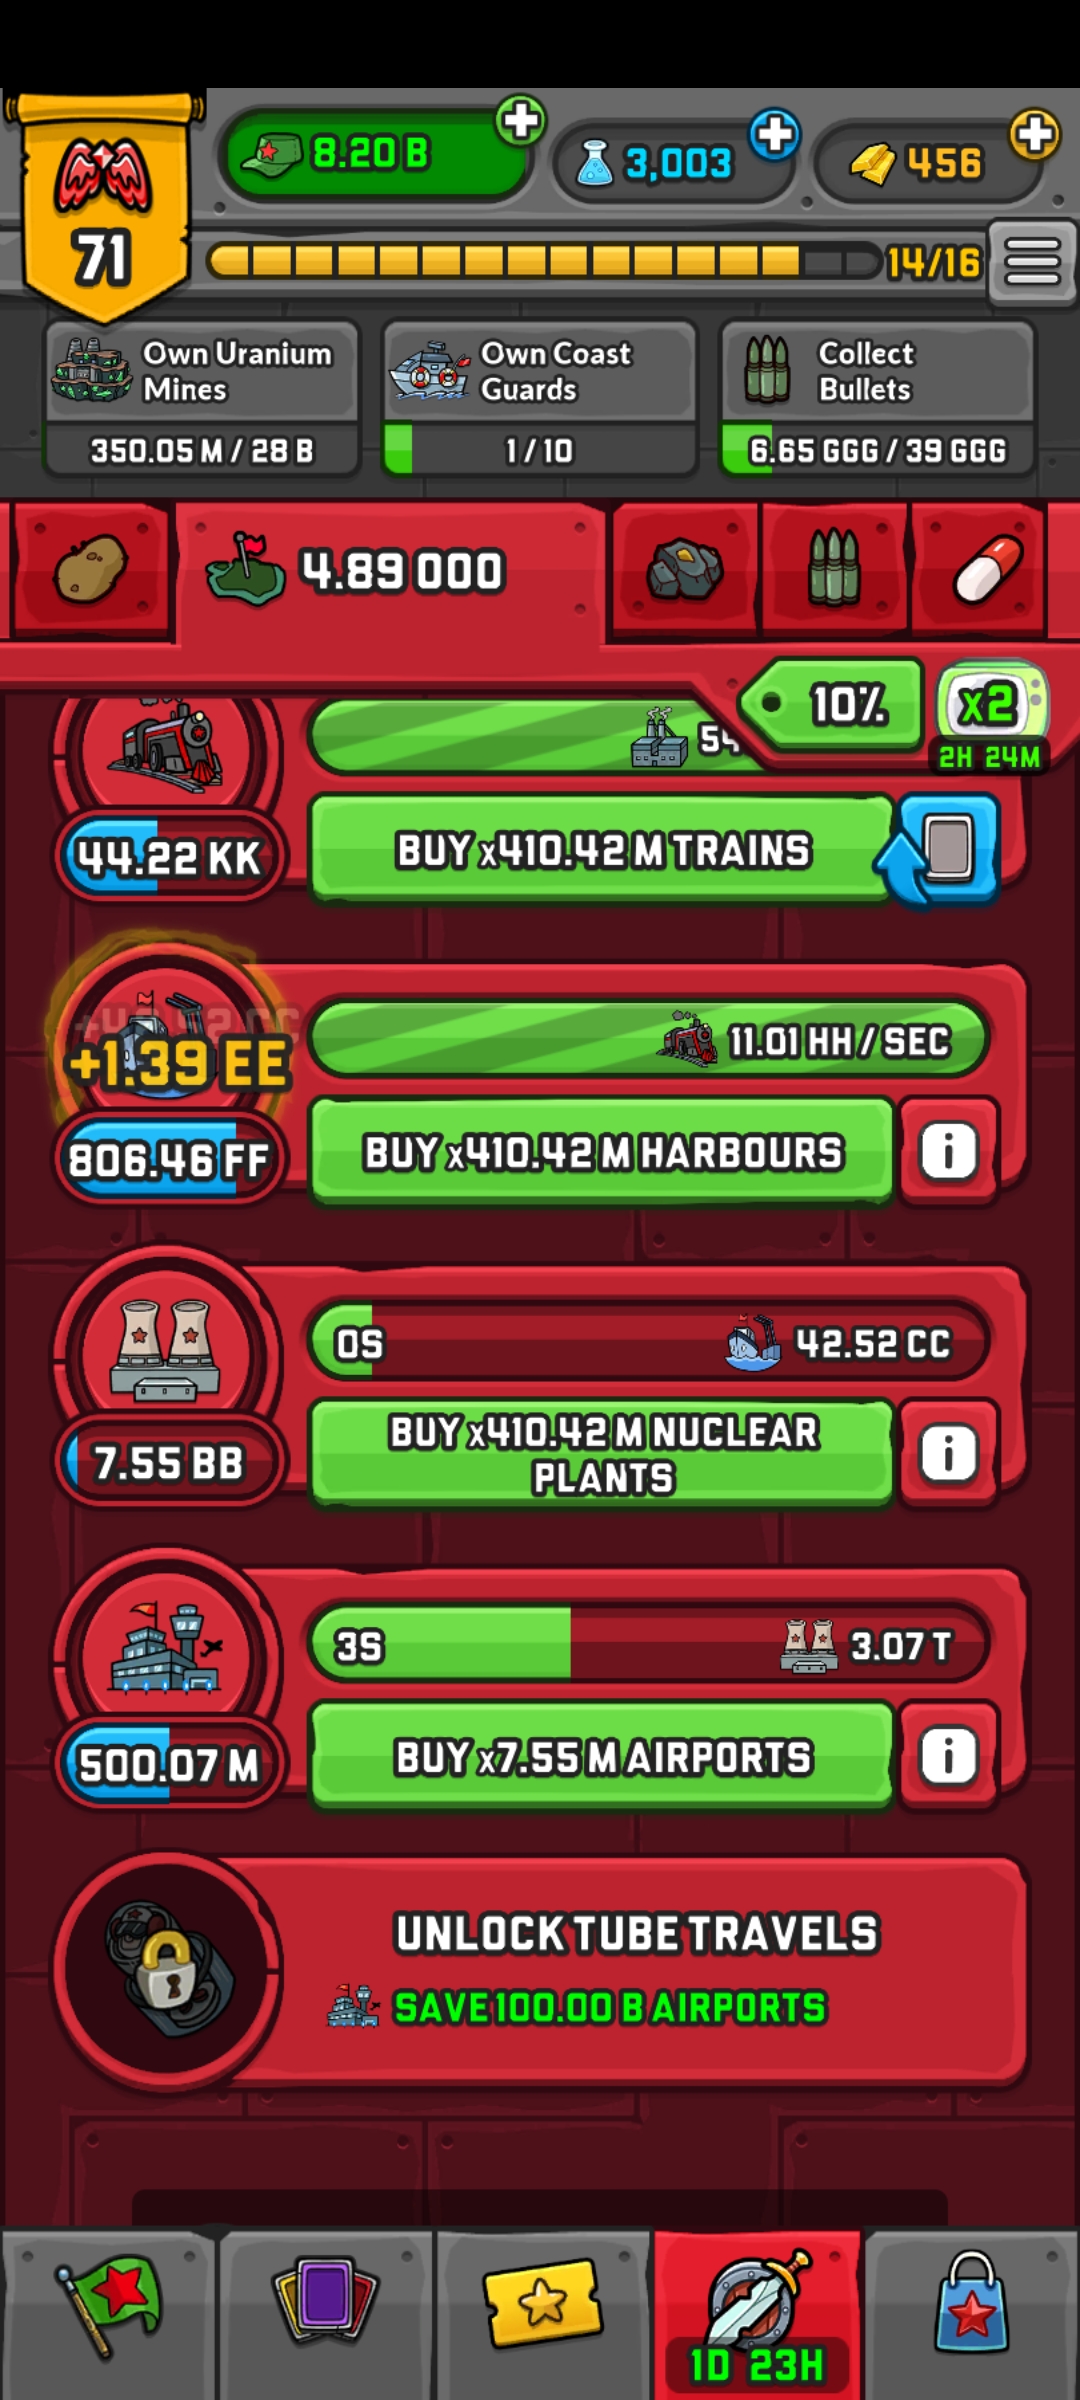 8.20 B
3,003
456
71
14/16
Own Uranium
Mines
350.05 M / 28 B
Own Coast
Guards
1 / 10
Collect
Bullets
6.65 GGG / 39 GGG
4.89 OOO
10%
x2
2H 24M
44.22 KK
BUY x410.42 M TRAINS
+1.39 EE
806.46 FF
11.01 HH / SEC
BUY x410.42 M HARBOURS
i
0S
42.52 CC
7.55 BB
BUY x410.42 M NUCLEAR
PLANTS
i
3S
3.07 T
500.07 M
BUY x7.55 M AIRPORTS
i
UNLOCK TUBE TRAVELS
SAVE 100.00 B AIRPORTS
1D 23H